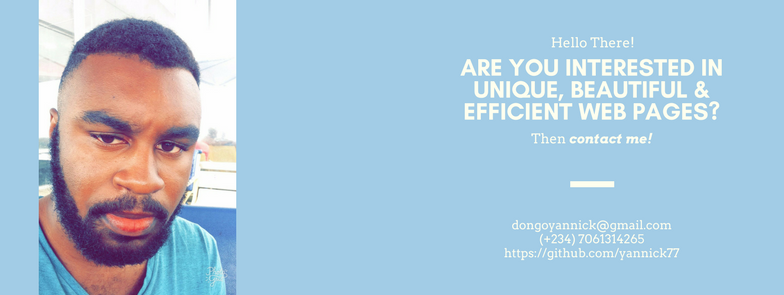 Hello There!
ARE YOU INTERESTED IN
UNIQUE, BEAUTIFUL &
EFFICIENT WEB PAGES?
Then contact me!
dongoyannick@gmail.com
(+234) 7061314265
https://github.com/yannick77